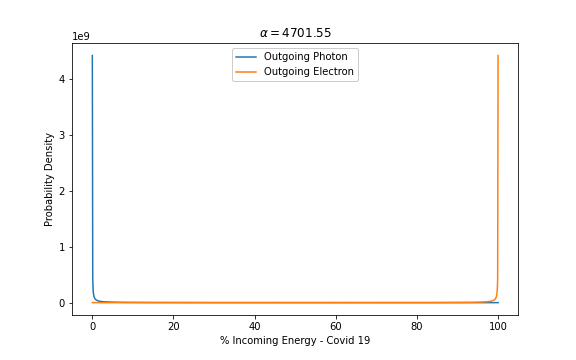 α = 4701.55
1e9
Outgoing Photon
Outgoing Electron
Probability Density
4
3
2
1
0
0 20 40 60 80 100
% Incoming Energy - Covid 19